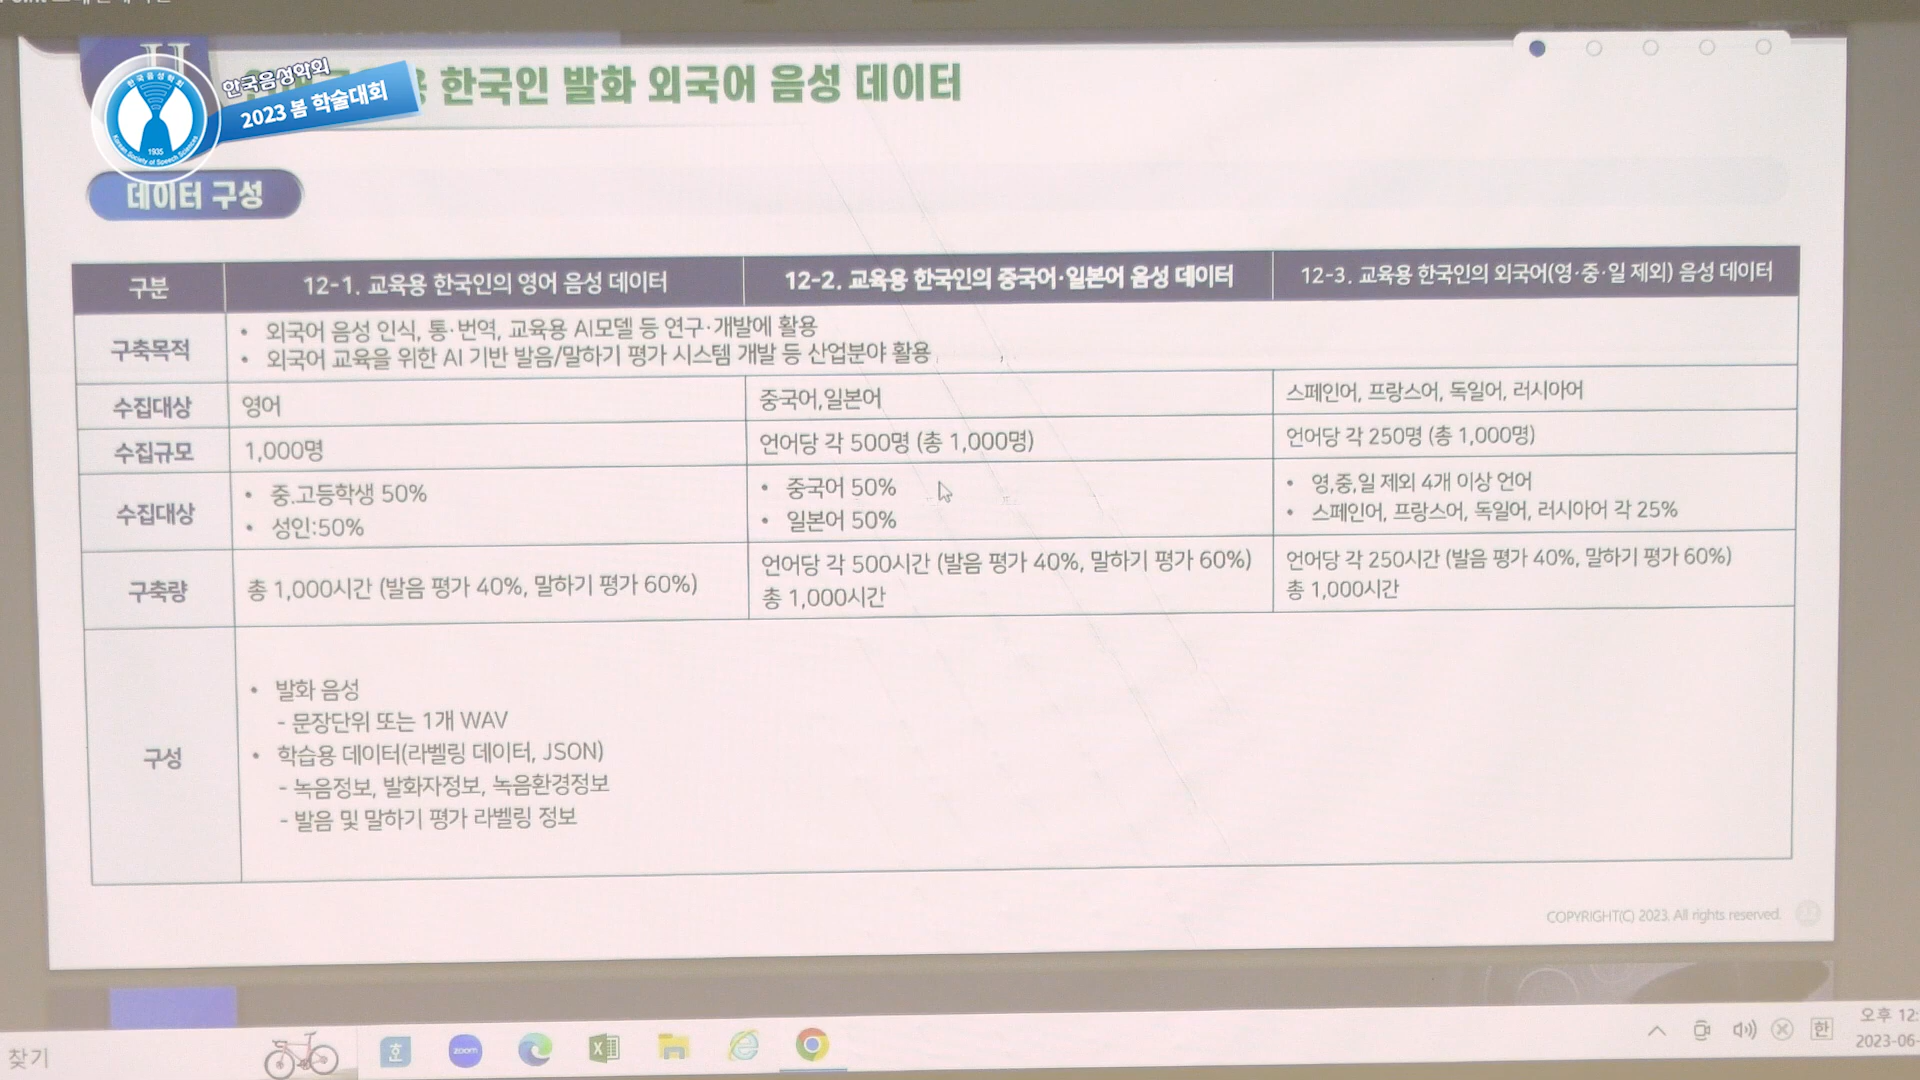 한국음성학회
2023 봄 학술대회
한국인 발화 외국어 음성 데이터
데이터 구성
구분
12-1. 교육용 한국인의 영어 음성 데이터
12-2. 교육용 한국인의 중국어·일본어 음성 데이터
12-3. 교육용 한국인의 외국어(영·중·일 제외) 음성 데이터
구축목적
• 외국어 음성 인식, 통·번역, 교육용 AI모델 등 연구·개발에 활용
• 외국어 교육을 위한 AI 기반 발음/말하기 평가 시스템 개발 등 산업분야 활용
수집대상
영어
중국어,일본어
스페인어, 프랑스어, 독일어, 러시아어
수집규모
1,000명
언어당 각 500명 (총 1,000명)
언어당 각 250명 (총 1,000명)
수집대상
• 중.고등학생 50%
• 성인:50%
• 중국어 50%
• 일본어 50%
• 영,중,일 제외 4개 이상 언어
• 스페인어, 프랑스어, 독일어, 러시아어 각 25%
구축량
총 1,000시간 (발음 평가 40%, 말하기 평가 60%)
언어당 각 500시간 (발음 평가 40%, 말하기 평가 60%)
총 1,000시간
언어당 각 250시간 (발음 평가 40%, 말하기 평가 60%)
총 1,000시간
구성
• 발화 음성
- 문장단위 또는 1개 WAV
• 학습용 데이터(라벨링 데이터, JSON)
- 녹음정보, 발화자정보, 녹음환경정보
- 발음 및 말하기 평가 라벨링 정보
COPYRIGHT(C) 2023. All rights reserved.
찾기
zoom
한
오후 12:
2023-06-